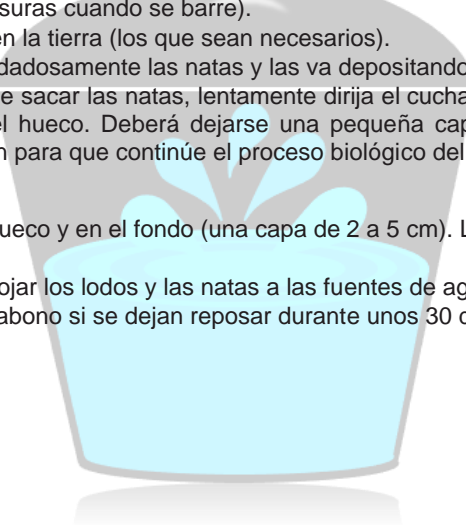 suras cuando se barre).
en la tierra (los que sean necesarios).
dadosamente las natas y las va depositando
e sacar las natas, lentamente dirija el cucha
el hueco. Deberá dejarse una pequeña cap
n para que continúe el proceso biológico del
ueco y en el fondo (una capa de 2 a 5 cm). L
ojar los lodos y las natas a las fuentes de ag
abono si se dejan reposar durante unos 30 d